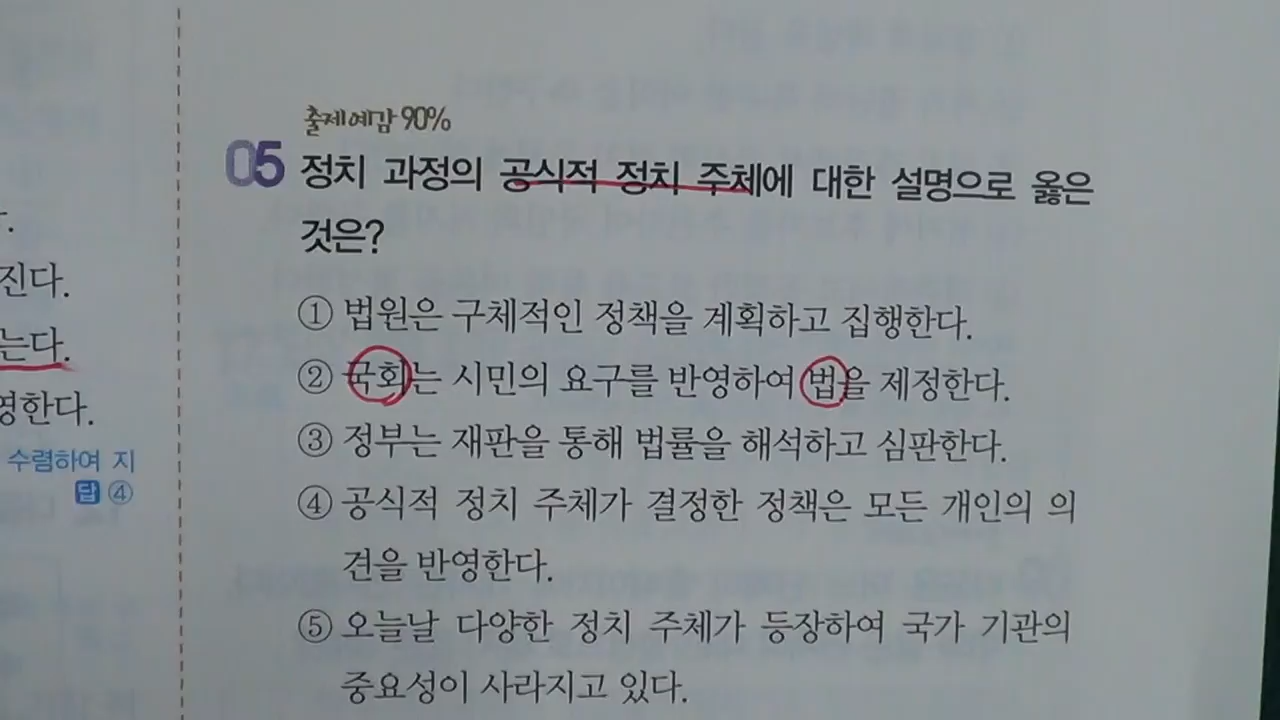 출제예감 90%
05 정치 과정의 공식적 정치 주체에 대한 설명으로 옳은
것은?
① 법원은 구체적인 정책을 계획하고 집행한다.
② 국회는 시민의 요구를 반영하여 법을 제정한다.
③ 정부는 재판을 통해 법률을 해석하고 심판한다.
④ 공식적 정치 주체가 결정한 정책은 모든 개인의 의
견을 반영한다.
⑤ 오늘날 다양한 정치 주체가 등장하여 국가 기관의
중요성이 사라지고 있다.
진다.
는다.
영한다.
수렴하여 지
답 ④